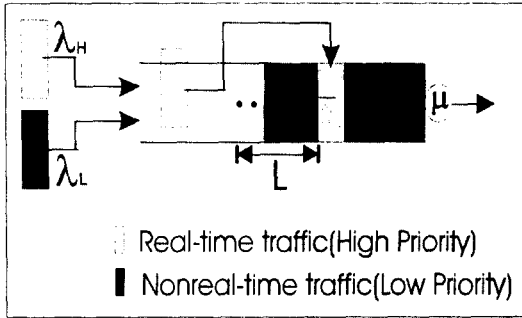 λH
λL
μ
L
Real-time traffic(High Priority)
Nonreal-time traffic(Low Priority)